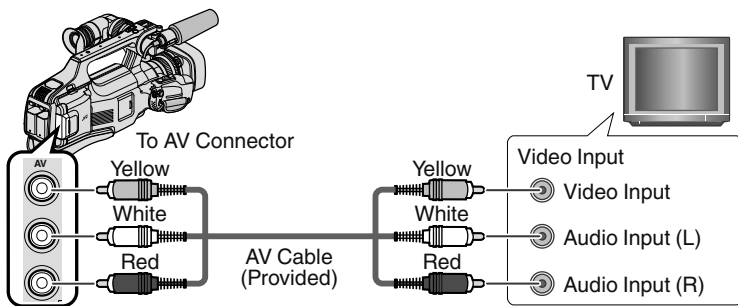 TV
To AV Connector
AV
Yellow
White
Red
AV Cable
(Provided)
Yellow
White
Red
Video Input
Video Input
Audio Input (L)
Audio Input (R)